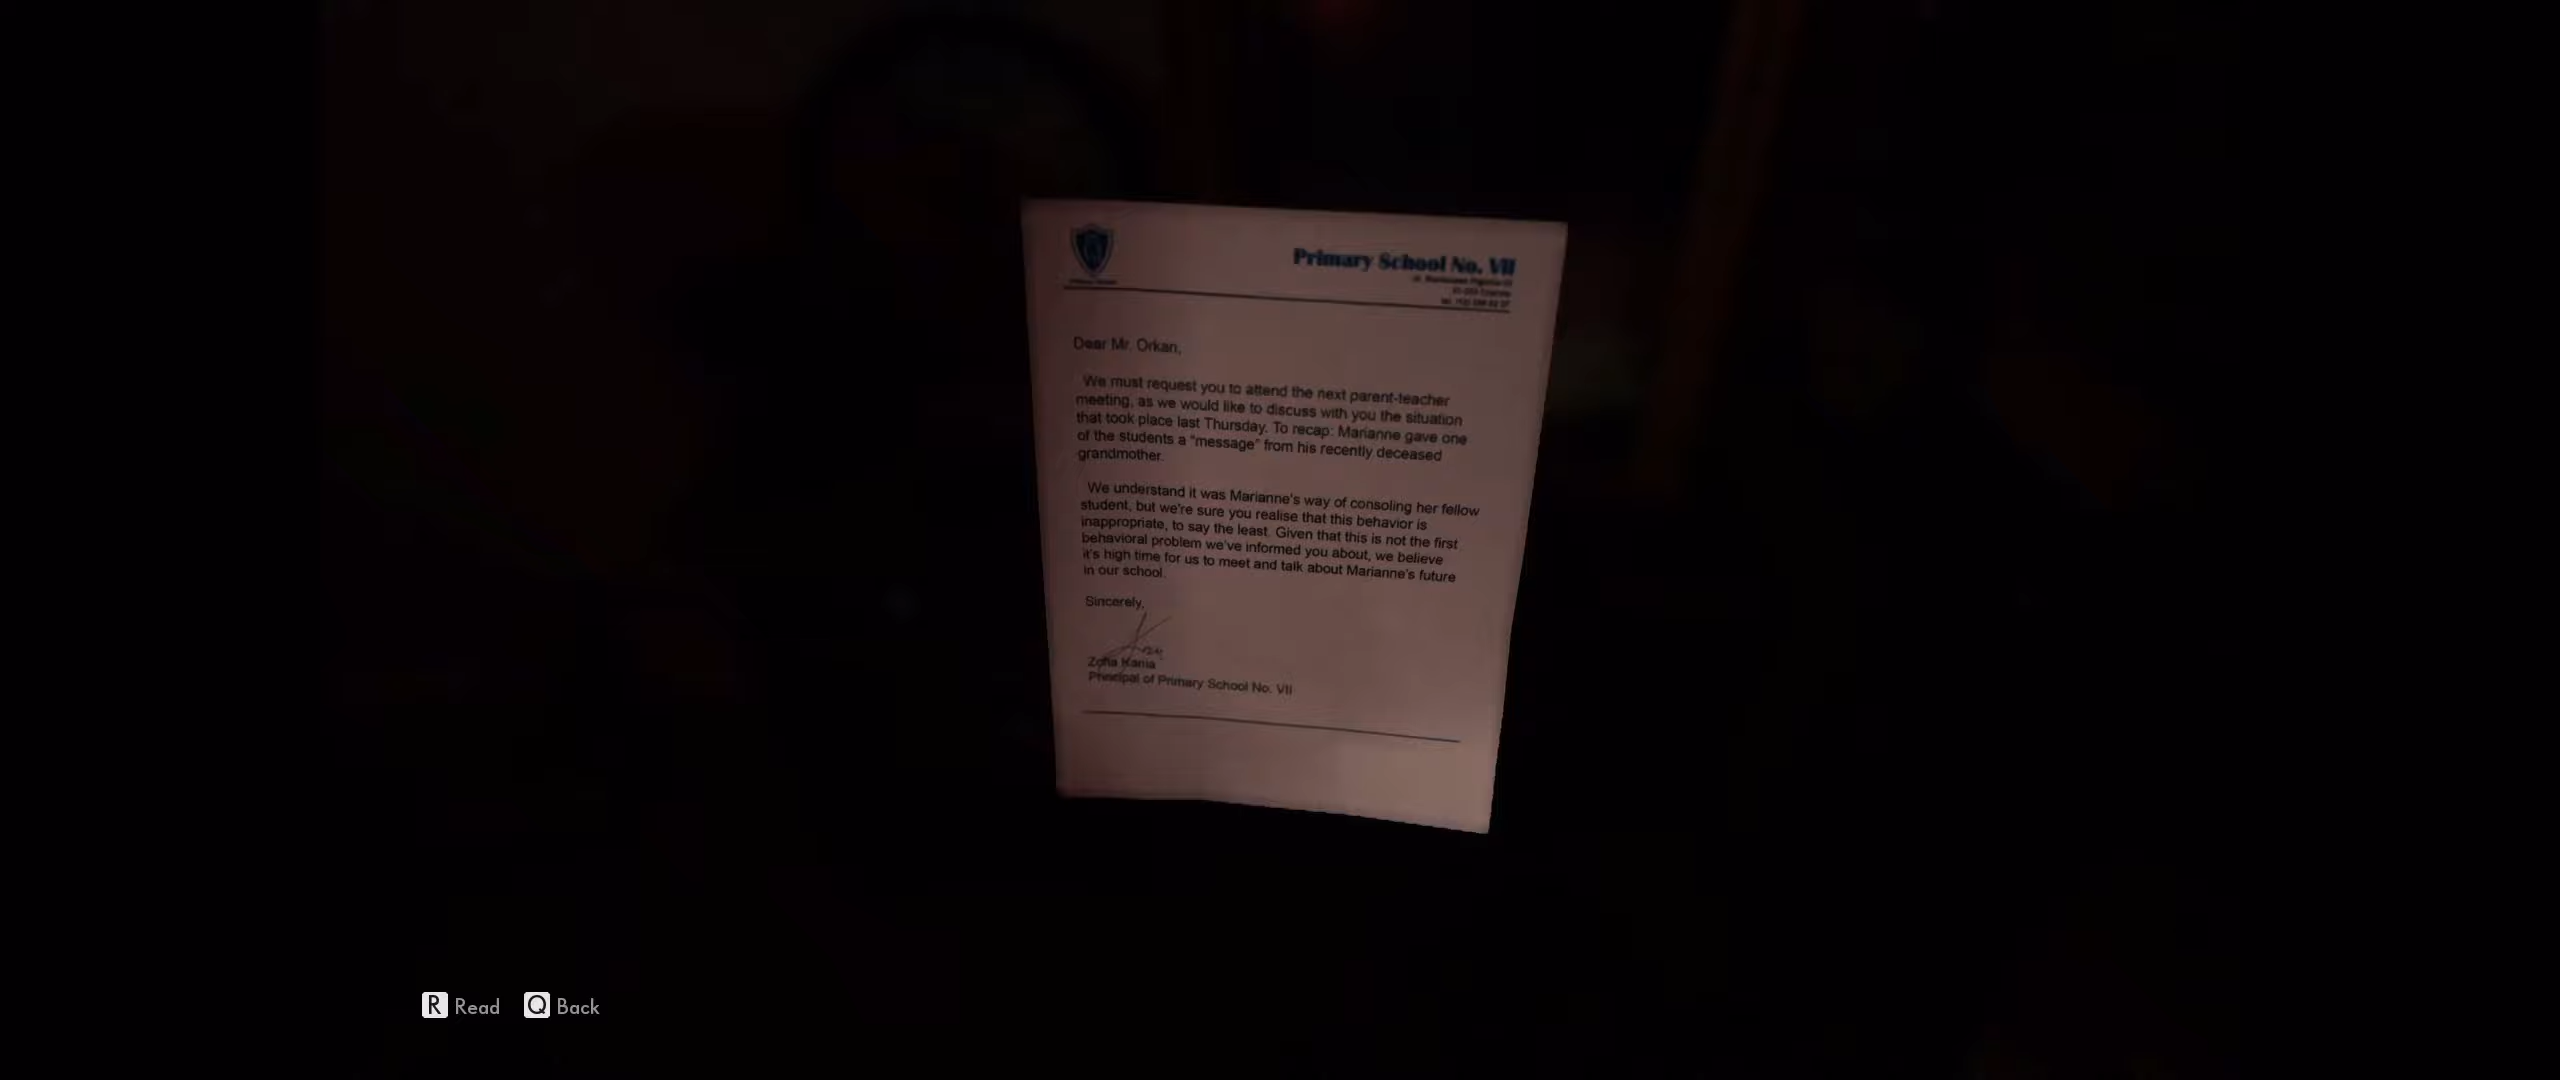 Primary School No. VII
Dear Mr. Orkan,
We must request you to attend the next parent-teacher
meeting, as we would like to discuss with you the situation
that took place last Thursday. To recap: Marianne gave one
of the students a "message" from his recently deceased
grandmother.
We understand it was Marianne's way of consoling her fellow
student, but we're sure you realise that this behavior is
inappropriate, to say the least. Given that this is not the first
behavioral problem we've informed you about, we believe
it's high time for us to meet and talk about Marianne's future
in our school.
Sincerely,
Zofia Kania
Principal of Primary School No. VII
R Read Q Back